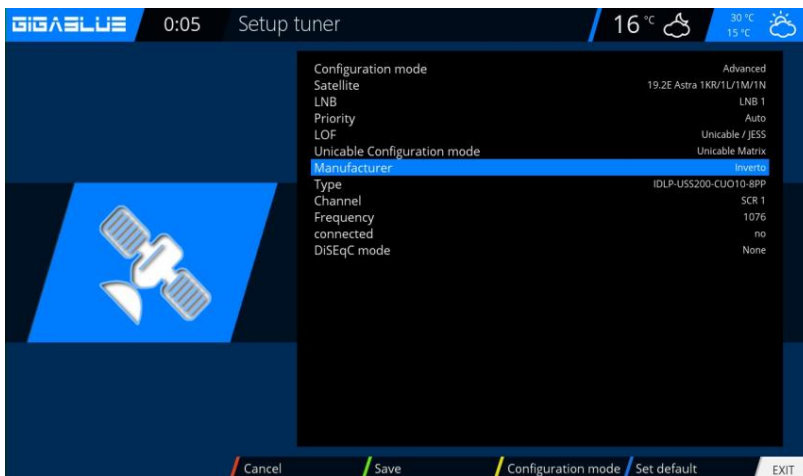 GIGABLUE 0:05 Setup tuner 16 °C 30 °C
15 °C
Configuration mode Advanced
Satellite 19.2E Astra 1KR/1L/1M/1N
LNB LNB 1
Priority Auto
LOF Unicable / JESS
Unicable Configuration mode Unicable Matrix
Manufacturer Inverto
Type IDLP-USS200-CUO10-8PP
Channel SCR 1
Frequency 1076
connected no
DiSEqC mode None
Cancel Save Configuration mode Set default EXIT